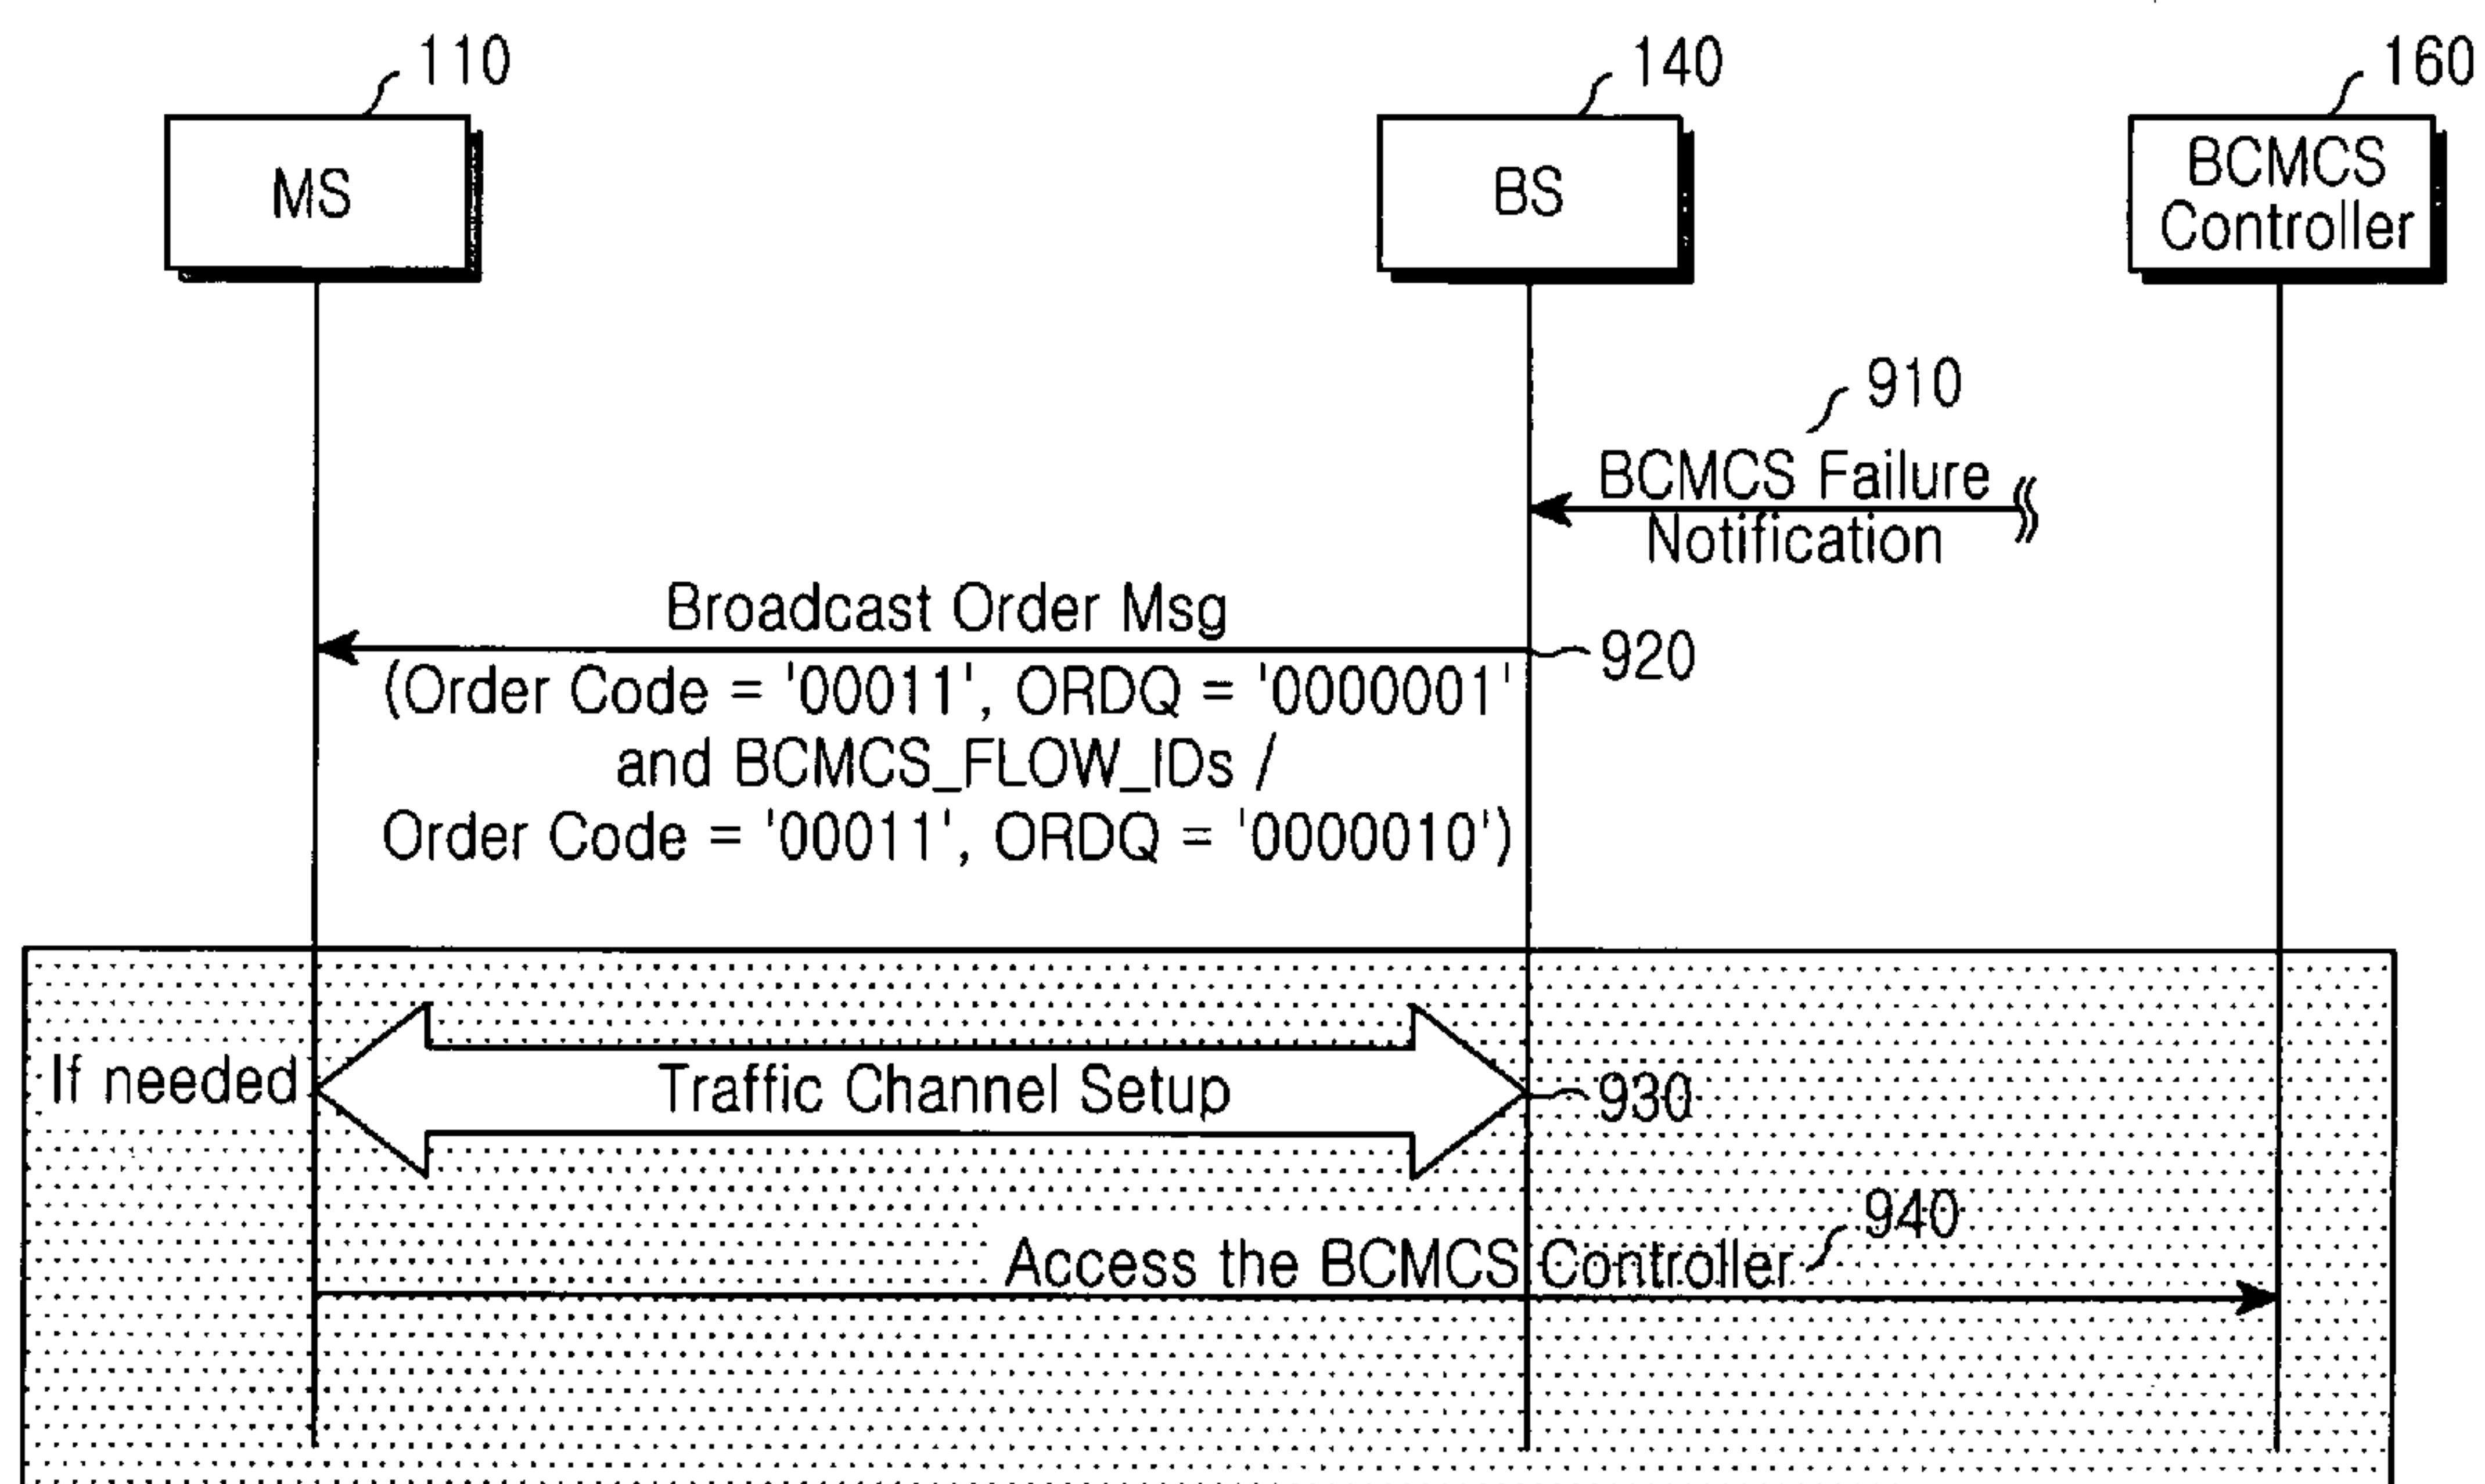 110
140
160
MS
BS
BCMCS
Controller
910
BCMCS Failure
Notification
Broadcast Order Msg
920
(Order Code = '00011', ORDQ = '0000001'
and BCMCS_FLOW_IDs /
Order Code = '00011', ORDQ = '0000010')
If needed
Traffic Channel Setup
930
940
Access the BCMCS Controller